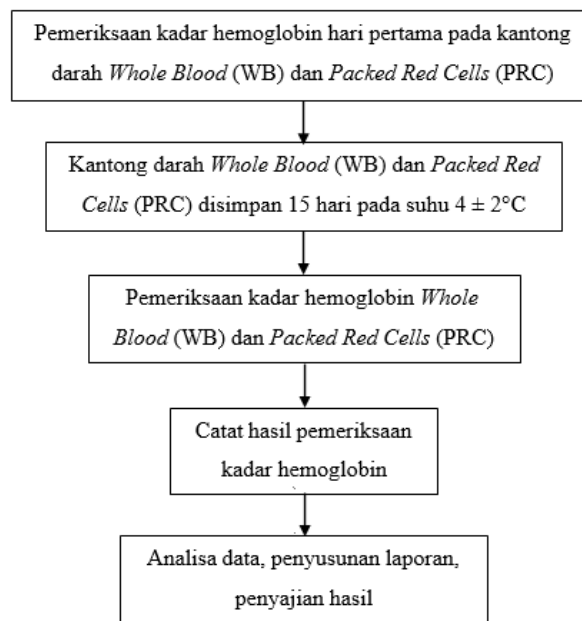 Pemeriksaan kadar hemoglobin hari pertama pada kantong
darah Whole Blood (WB) dan Packed Red Cells (PRC)
Kantong darah Whole Blood (WB) dan Packed Red
Cells (PRC) disimpan 15 hari pada suhu 4 ± 2°C
Pemeriksaan kadar hemoglobin Whole
Blood (WB) dan Packed Red Cells (PRC)
Catat hasil pemeriksaan
kadar hemoglobin
Analisa data, penyusunan laporan,
penyajian hasil